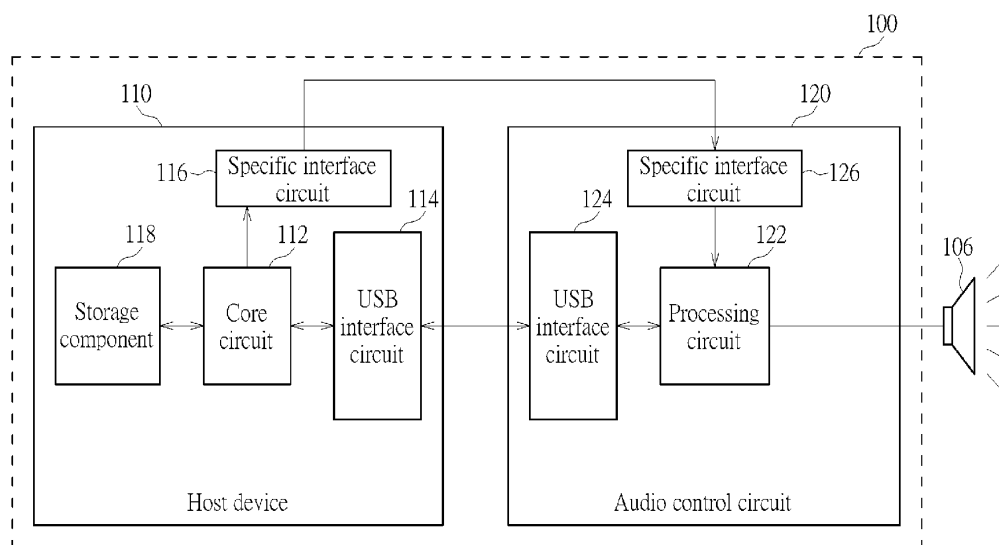 100
110
120
116
Specific interface
circuit
Specific interface
circuit
126
114
124
118
112
122
106
Storage
component
Core
circuit
USB
interface
circuit
USB
interface
circuit
Processing
circuit
Host device
Audio control circuit